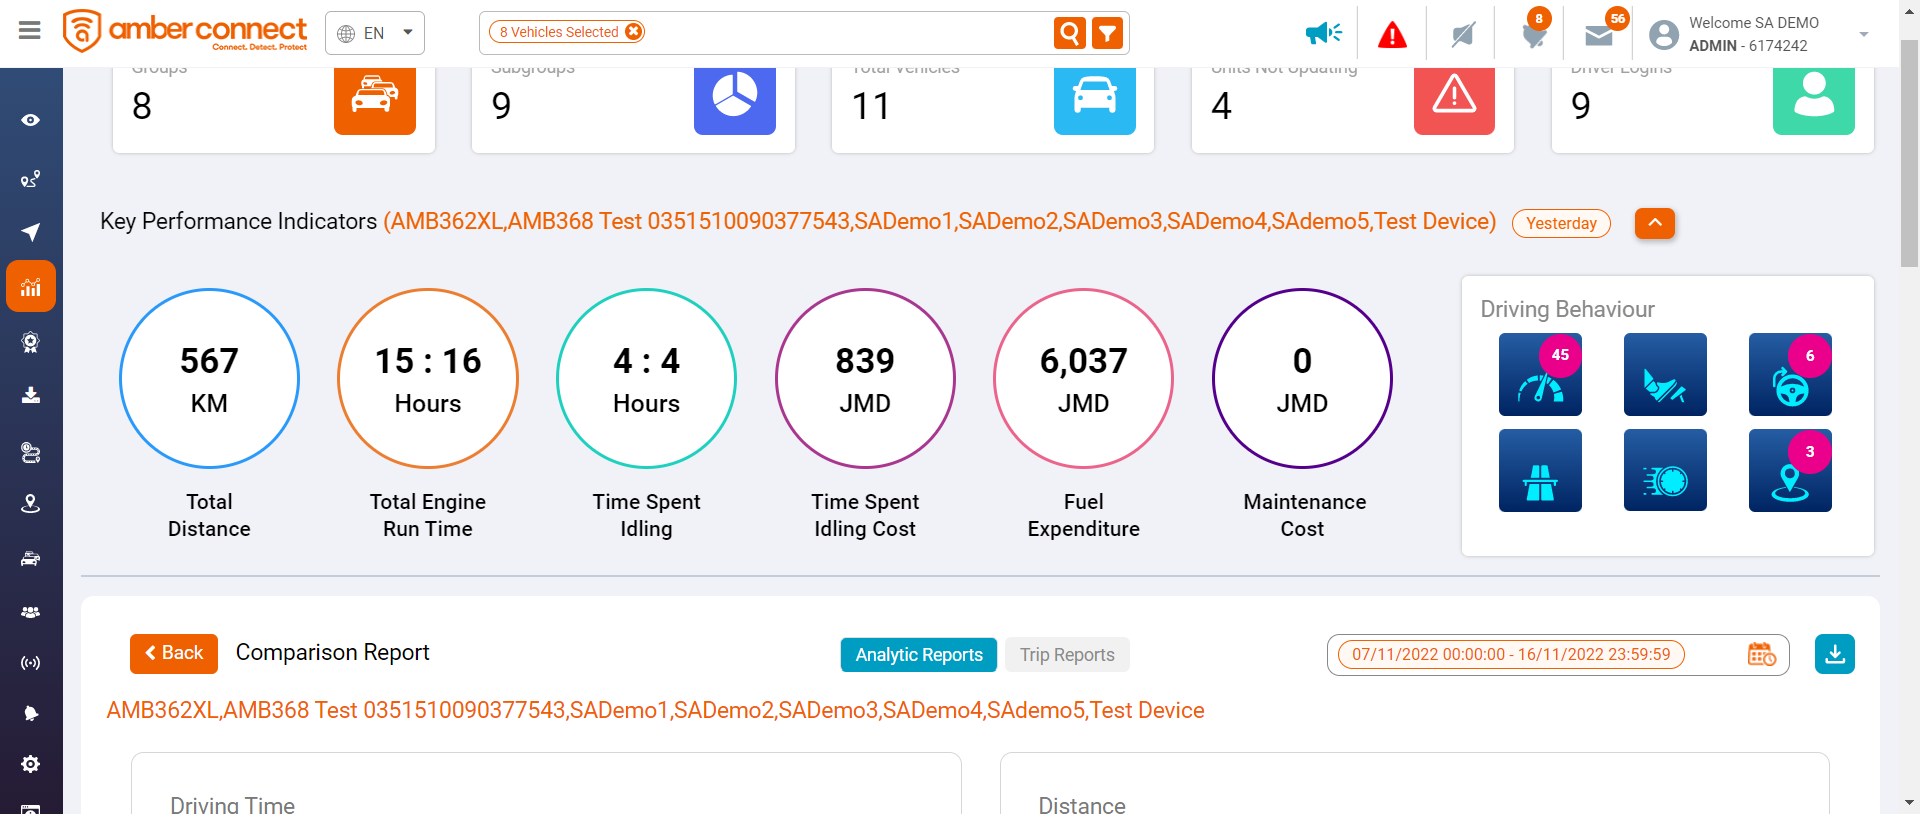 amber connect
Connect. Detect. Protect
EN
8 Vehicles Selected
8
56
Welcome SA DEMO
ADMIN - 6174242
Groups
8
Subgroups
9
Total Vehicles
11
Units Not Updating
4
Driver Logins
9
Key Performance Indicators (AMB362XL,AMB368 Test 0351510090377543,SADemo1,SADemo2,SADemo3,SADemo4,SAdemo5,Test Device) Yesterday
567
KM
Total
Distance
15 : 16
Hours
Total Engine
Run Time
4 : 4
Hours
Time Spent
Idling
839
JMD
Time Spent
Idling Cost
6,037
JMD
Fuel
Expenditure
0
JMD
Maintenance
Cost
Driving Behaviour
45
6
3
Back
Comparison Report
Analytic Reports
Trip Reports
07/11/2022 00:00:00 - 16/11/2022 23:59:59
AMB362XL,AMB368 Test 0351510090377543,SADemo1,SADemo2,SADemo3,SADemo4,SAdemo5,Test Device
Driving Time
Distance